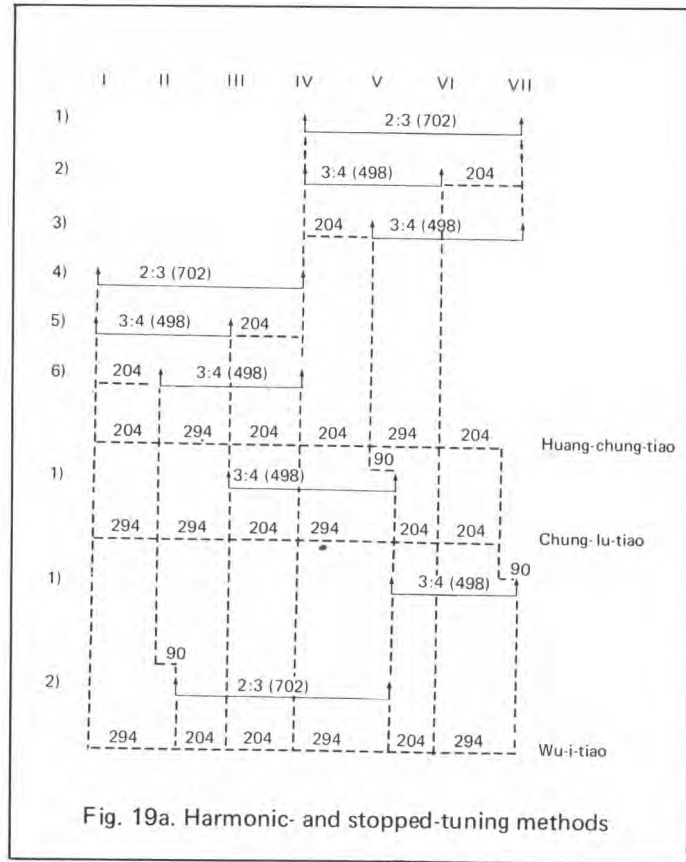 I II III IV V VI VII
1) 2:3 (702)
2) 3:4 (498) 204
3) 204 3:4 (498)
4) 2:3 (702)
5) 3:4 (498) 204
6) 204 3:4 (498)
204 294 204 204 294 204 Huang-chung-tiao
90
1) 3:4 (498)
294 294 204 294 204 204 Chung-lu-tiao
90
1) 3:4 (498)
90
2) 2:3 (702)
294 204 204 294 204 294 Wu-i-tiao
Fig. 19a. Harmonic- and stopped-tuning methods